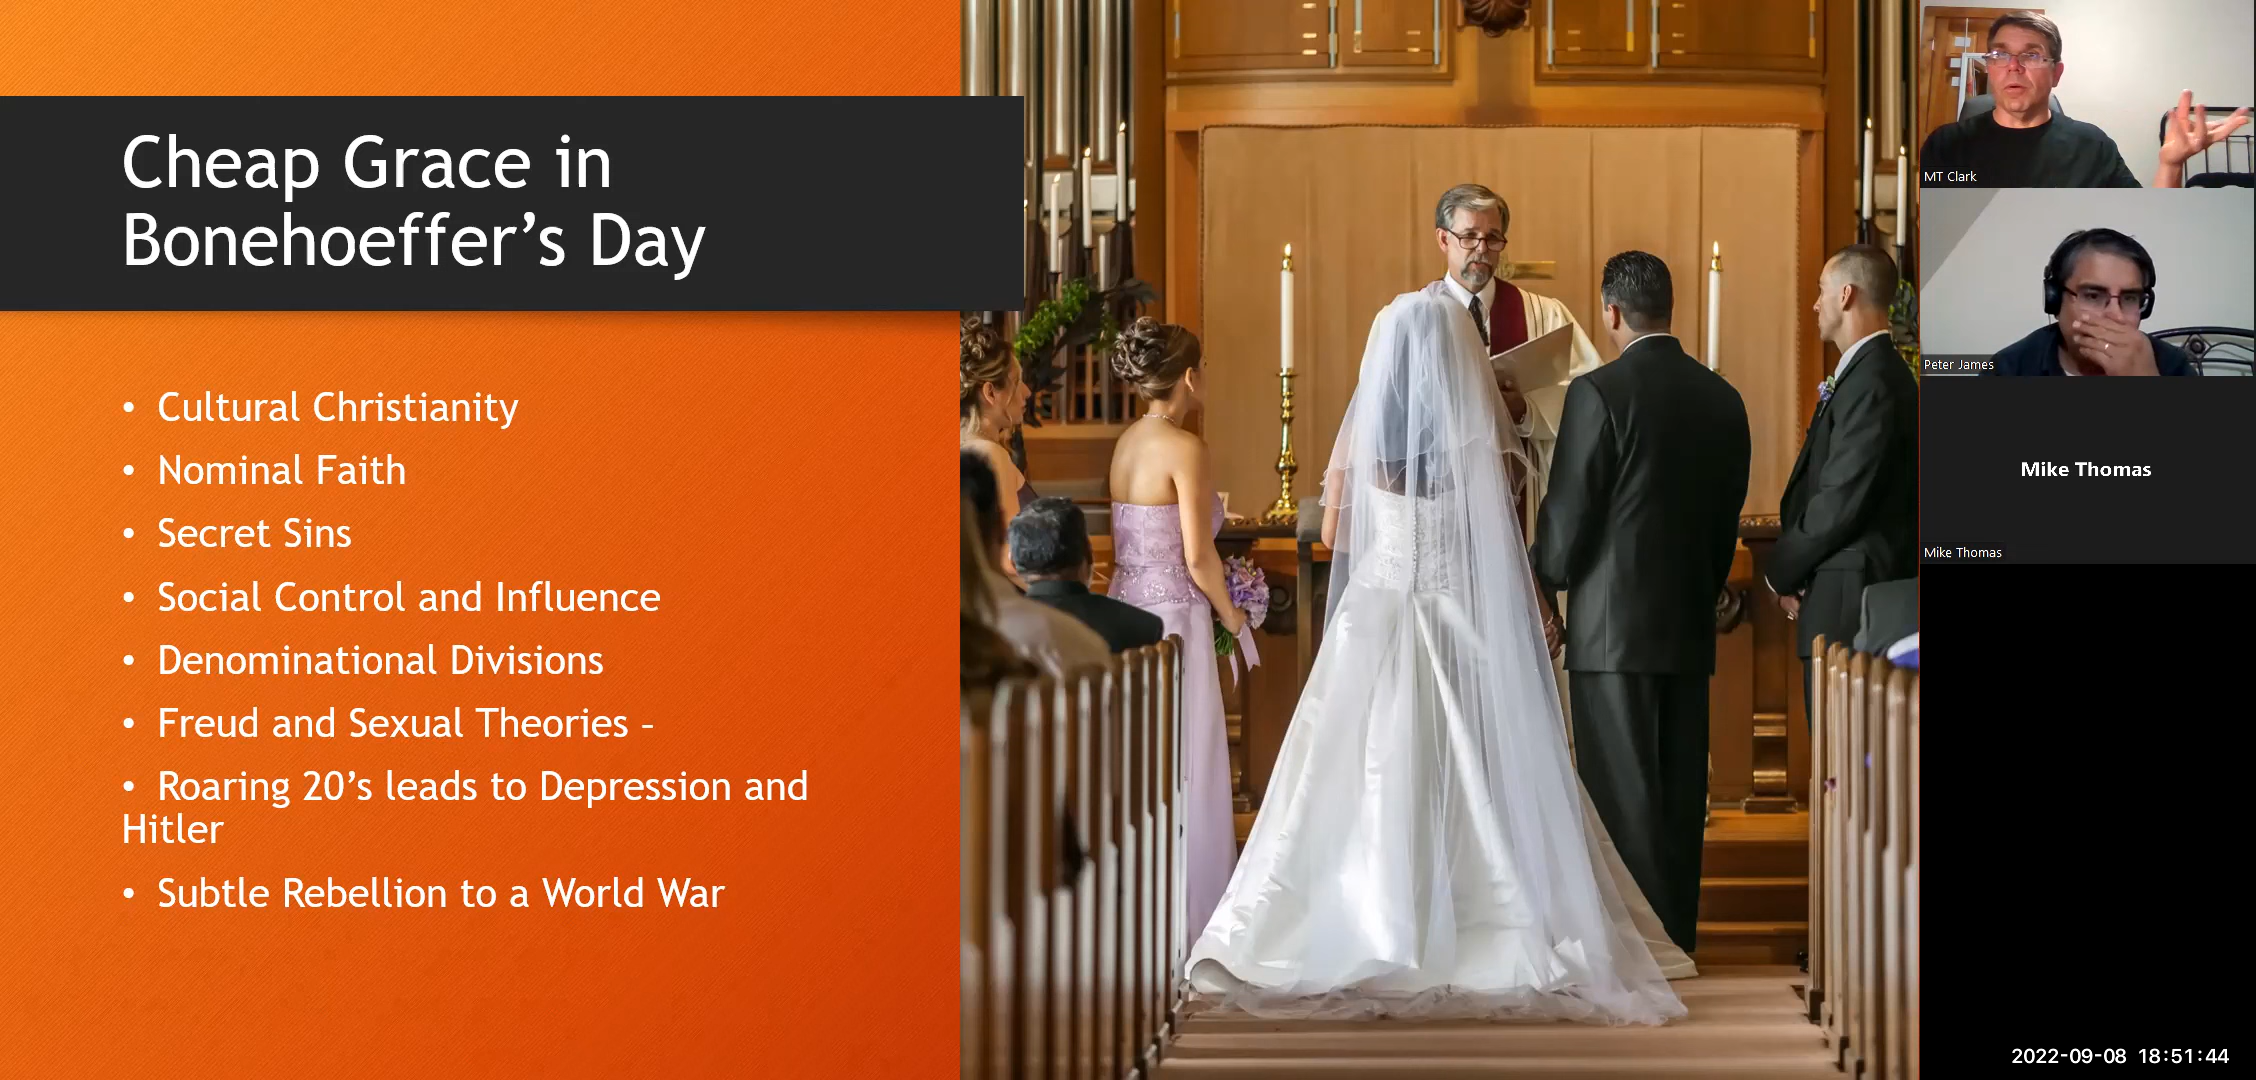 Cheap Grace in
Bonehoeffer’s Day
• Cultural Christianity
• Nominal Faith
• Secret Sins
• Social Control and Influence
• Denominational Divisions
• Freud and Sexual Theories –
• Roaring 20’s leads to Depression and
Hitler
• Subtle Rebellion to a World War
MT Clark
Peter James
Mike Thomas
Mike Thomas
2022-09-08 18:51:44